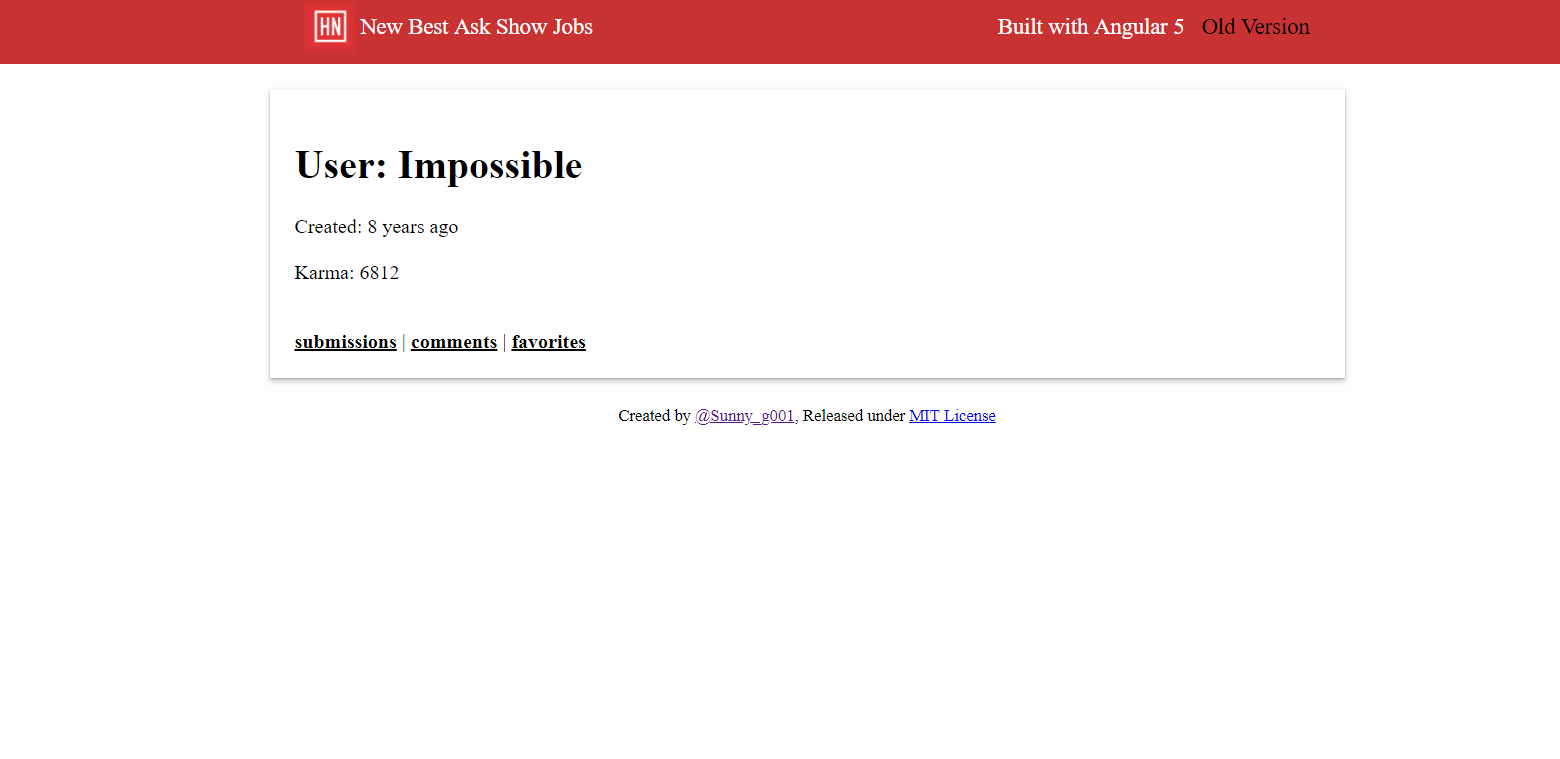 HN New Best Ask Show Jobs Built with Angular 5 Old Version
User: Impossible
Created: 8 years ago
Karma: 6812
submissions | comments | favorites
Created by @Sunny_g001, Released under MIT License